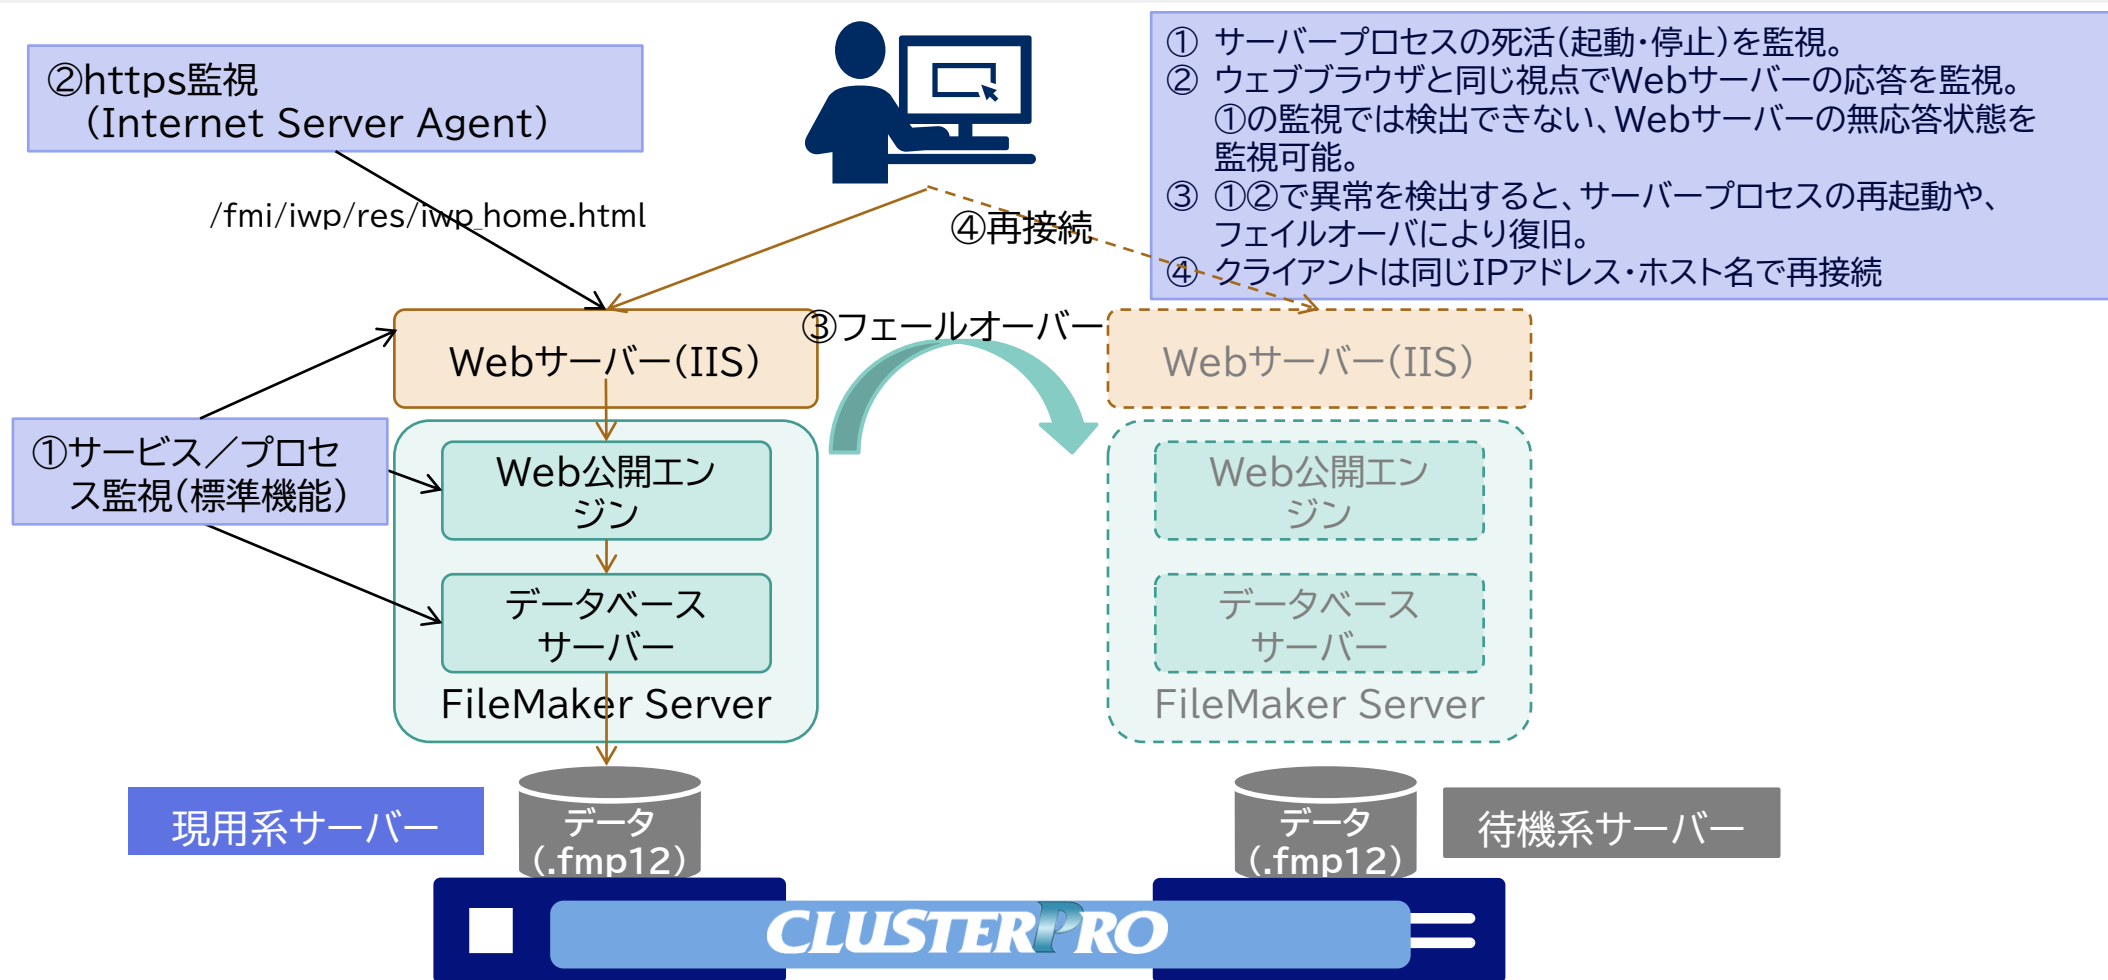 ②https監視
（Internet Server Agent）
/fmi/iwp/res/iwp_home.html
① サーバープロセスの死活（起動・停止）を監視。
② ウェブブラウザと同じ視点でWebサーバーの応答を監視。
①の監視では検出できない、Webサーバーの無応答状態を
監視可能。
③ ①②で異常を検出すると、サーバープロセスの再起動や、
フェイルオーバにより復旧。
④ クライアントは同じIPアドレス・ホスト名で再接続
④再接続
③フェールオーバー
Webサーバー（IIS）
Webサーバー（IIS）
①サービス／プロセ
ス監視（標準機能）
Web公開エン
ジン
データベース
サーバー
FileMaker Server
Web公開エン
ジン
データベース
サーバー
FileMaker Server
現用系サーバー
データ
（.fmp12）
データ
（.fmp12）
待機系サーバー
CLUSTERPRO